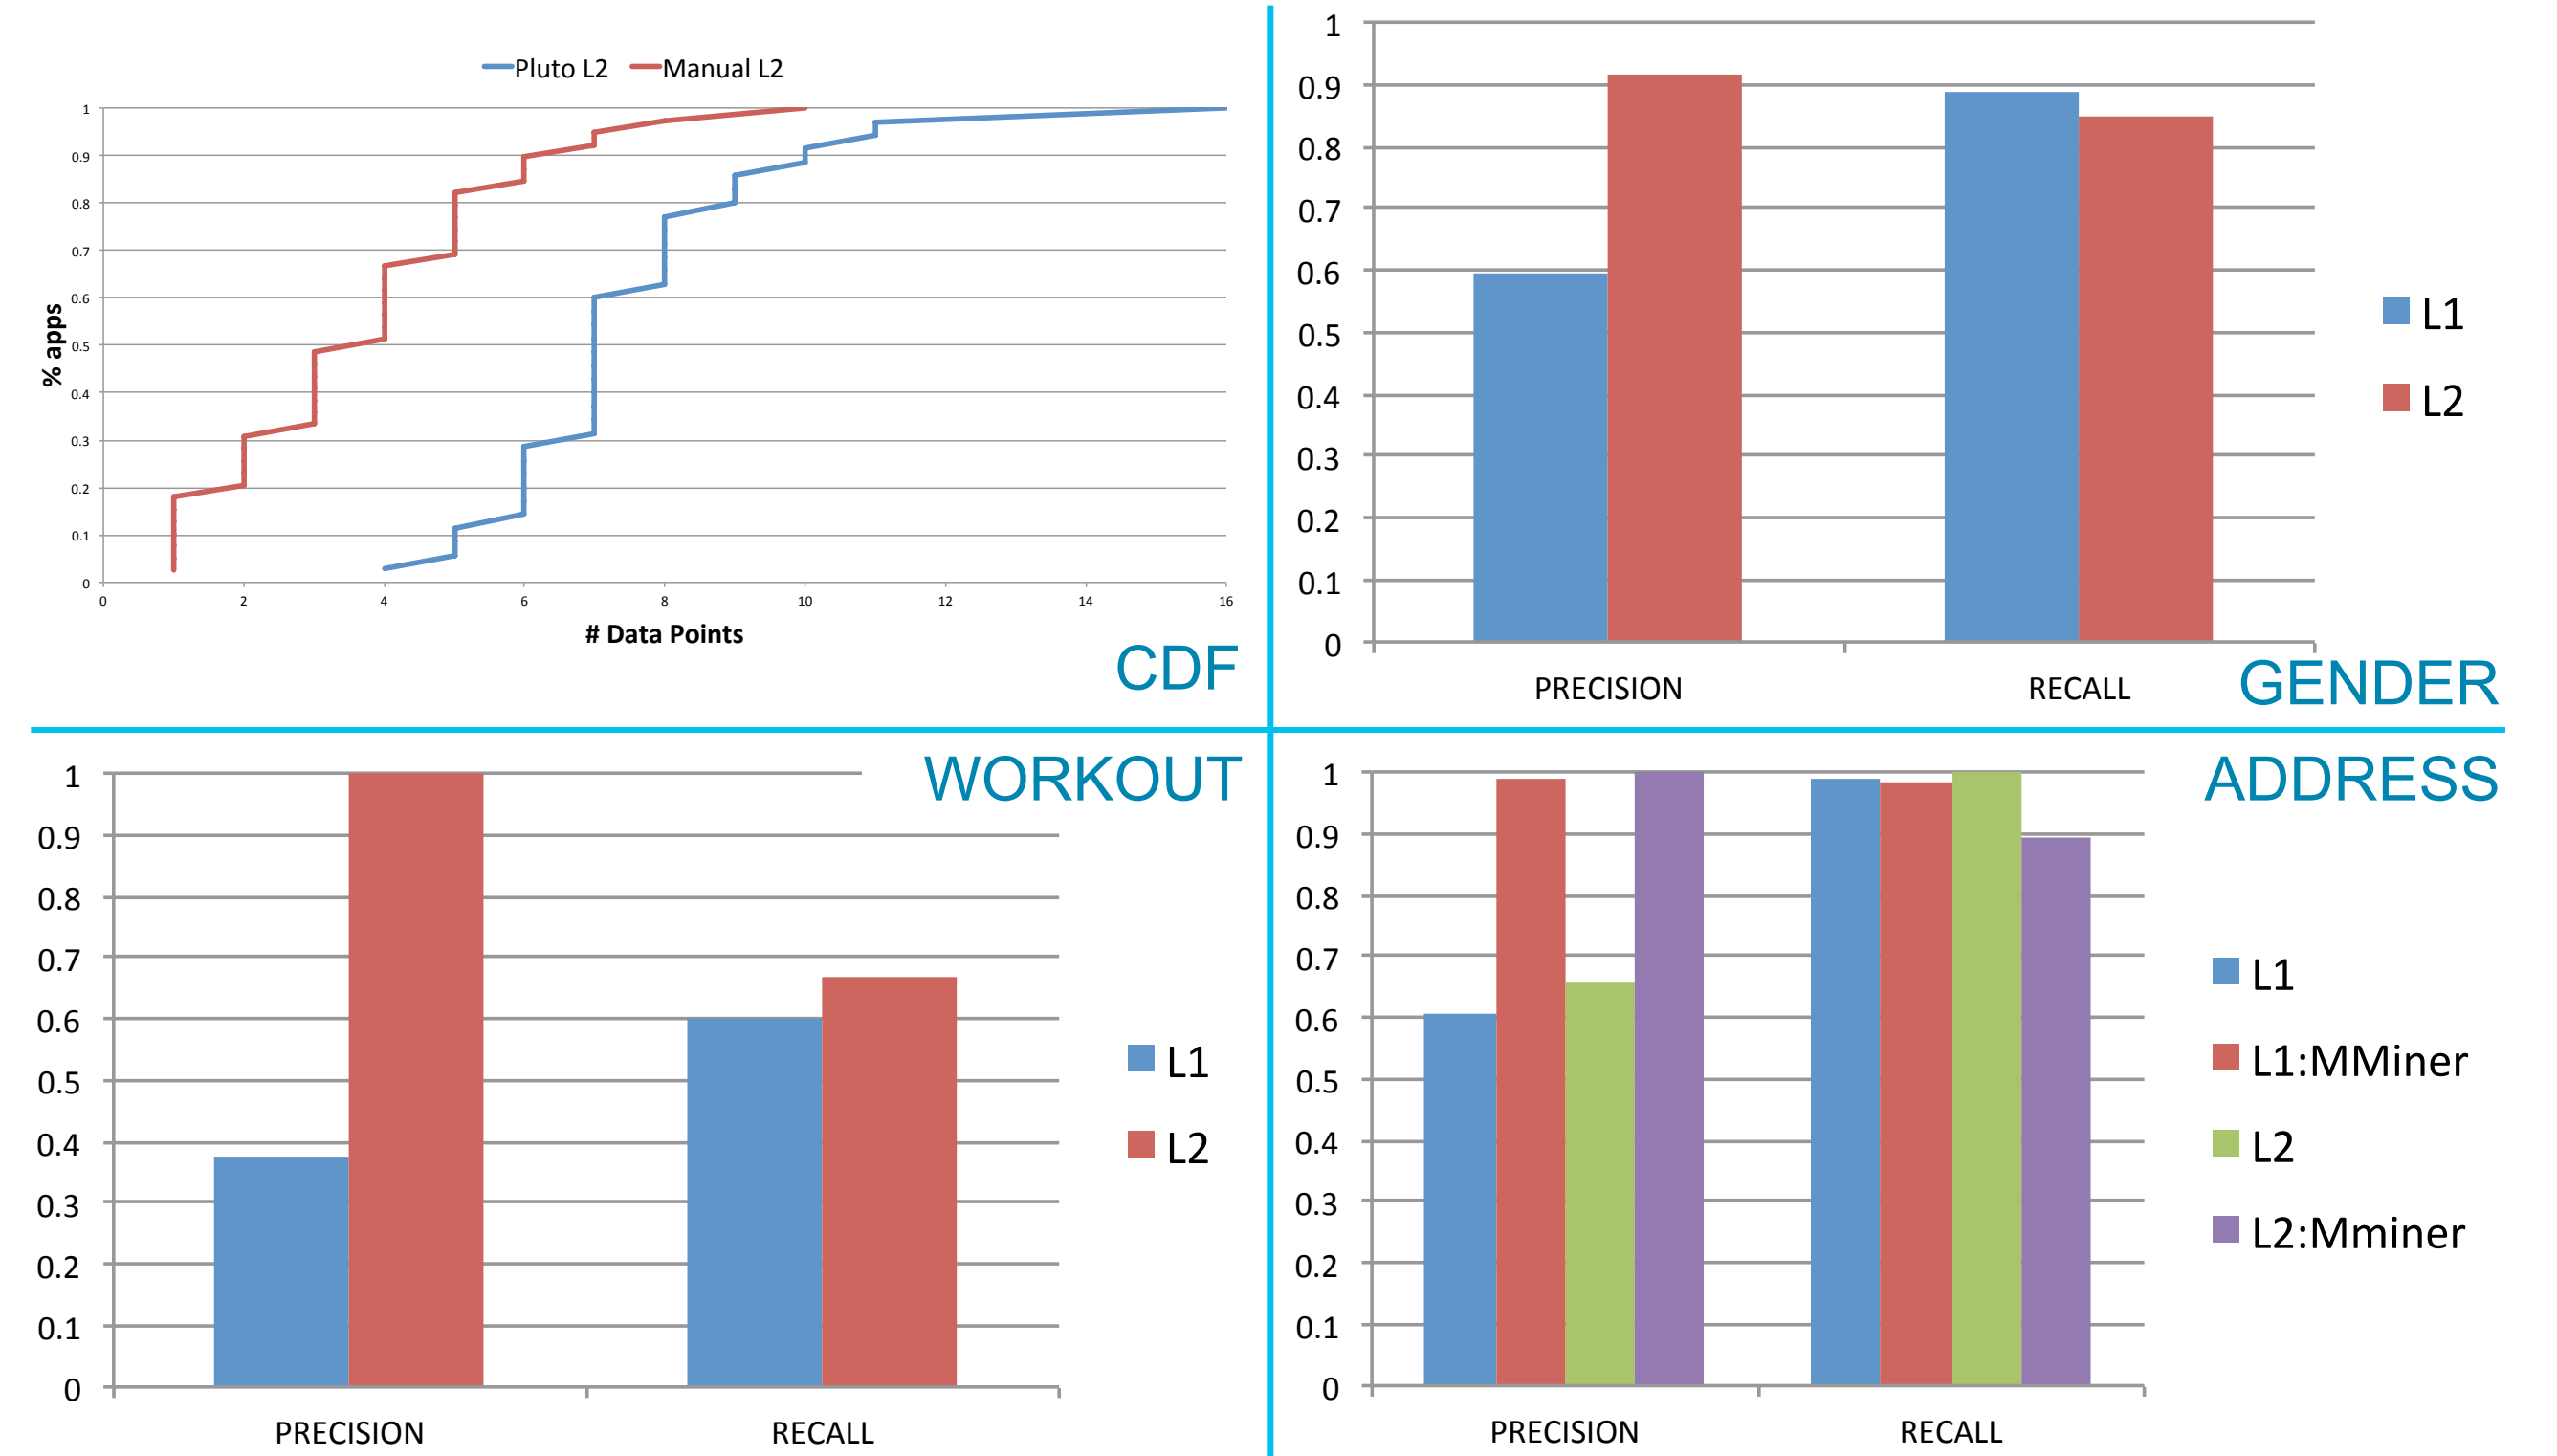 Pluto L2 Manual L2
1
0.9
0.8
0.7
0.6
0.5
0.4
0.3
0.2
0.1
0
% apps
0 2 4 6 8 10 12 14 16
# Data Points
CDF
1
0.9
0.8
0.7
0.6
0.5
0.4
0.3
0.2
0.1
0
PRECISION RECALL
L1
L2
GENDER
WORKOUT
1
0.9
0.8
0.7
0.6
0.5
0.4
0.3
0.2
0.1
0
PRECISION RECALL
L1
L2
ADDRESS
1
0.9
0.8
0.7
0.6
0.5
0.4
0.3
0.2
0.1
0
PRECISION RECALL
L1
L1:MMiner
L2
L2:Mminer